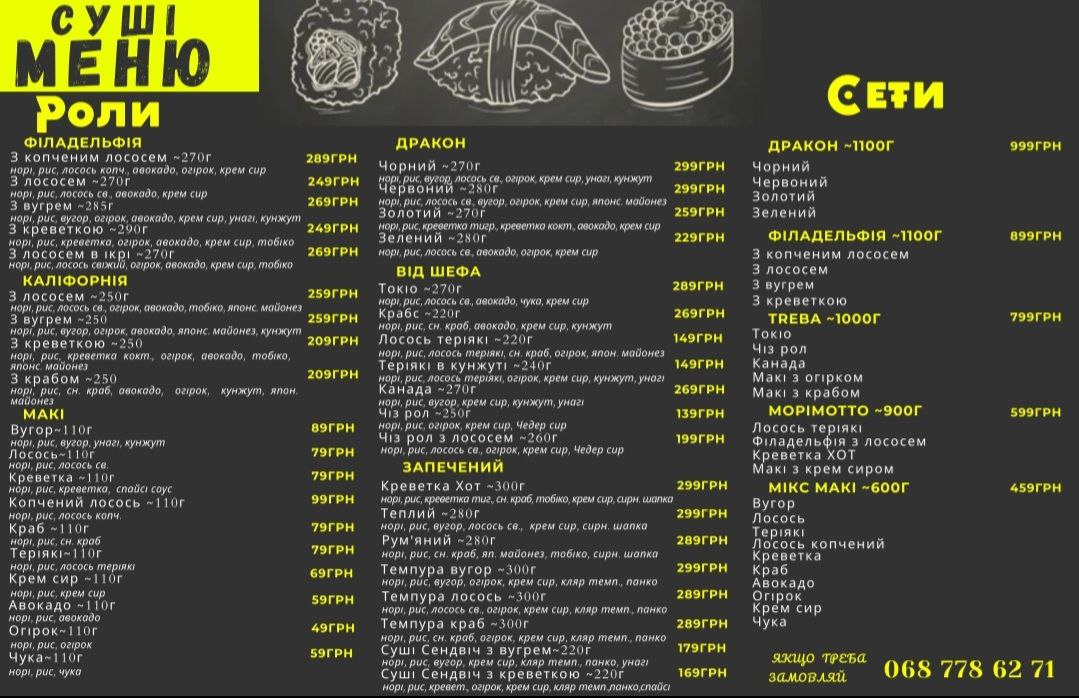 СУШІ
МЕНЮ
Роли
ФІЛАДЕЛЬФІЯ
З копченим лососем ~270г 289ГРН
норі, рис, лосось копч., авокадо, огірок, крем сир
З лососем ~270г 249ГРН
норі, рис, лосось св., авокадо, крем сир
З вугрем ~285г 269ГРН
норі, рис, вугор, огірок, авокадо, крем сир, унагі, кунжут
З креветкою ~290г 249ГРН
норі, рис, креветка, огірок, авокадо, крем сир, тобіко
З лососем в ікрі ~270г 269ГРН
норі, рис, лосось свіжий, огірок, авокадо, крем сир, тобіко
КАЛІФОРНІЯ
З лососем ~250г 259ГРН
норі, рис, лосось св., огірок, авокадо, тобіко, японс. майонез
З вугрем ~250 259ГРН
норі, рис, вугор, огірок, авокадо, японс. майонез, кунжут
З креветкою ~250 209ГРН
норі, рис, креветка кокт., огірок, авокадо, тобіко,
японс. майонез
З крабом ~250 209ГРН
норі, рис, сн. краб, авокадо, огірок, кунжут, япон.
майонез
МАКІ
Вугор~110г 89ГРН
норі, рис, вугор, унагі, кунжут
Лосось~110г 79ГРН
норі, рис, лосось св.
Креветка ~110г 79ГРН
норі, рис, креветка, спайсі соус
Копчений лосось ~110г 99ГРН
норі, рис, лосось копч.
Краб ~110г 79ГРН
норі, рис, сн. краб
Теріякі~110г 79ГРН
норі, рис, лосось теріякі
Крем сир ~110г 69ГРН
норі, рис, крем сир
Авокадо ~110г 59ГРН
норі, рис, авокадо
Огірок~110г 49ГРН
норі, рис, огірок
Чука~110г 59ГРН
норі, рис, чука
ДРАКОН
Чорний ~270г 299ГРН
норі, рис, вугор, лосось св., огірок, крем сир, унагі, кунжут
Червоний ~280г 299ГРН
норі, рис, лосось св., вугор, огірок, крем сир, японс. майонез
Золотий ~270г 259ГРН
норі, рис, креветка тигр., креветка кокт., авокадо, крем сир
Зелений ~280г 229ГРН
норі, рис, лосось св., авокадо, огірок, крем сир
ВІД ШЕФА
Токіо ~270г 289ГРН
норі, рис, лосось св., авокадо, чука, крем сир
Крабс ~220г 269ГРН
норі, рис, сн. краб, авокадо, крем сир, кунжут
Лосось теріякі ~220г 149ГРН
норі, рис, лосось теріякі, сн. краб, огірок, япон. майонез
Теріякі в кунжуті ~240г 149ГРН
норі, рис, лосось теріякі, огірок, крем сир, кунжут, унагі
Канада ~270г 269ГРН
норі, рис, вугор, крем сир, кунжут, унагі
Чіз рол ~250г 139ГРН
норі, рис, огірок, крем сир, Чедер сир
Чіз рол з лососем ~260г 199ГРН
норі, рис, лосось св., огірок, крем сир, Чедер сир
ЗАПЕЧЕНИЙ
Креветка Хот ~300г 299ГРН
норі, рис, креветка тиг, сн. краб, тобіко, крем сир, сирн. шапка
Теплий ~280г 299ГРН
норі, рис, вугор, лосось св., крем сир, сирн. шапка
Рум'яний ~280г 289ГРН
норі, рис, сн. краб, яп. майонез, тобіко, сирн. шапка
Темпура вугор ~300г 299ГРН
норі, рис, вугор, огірок, крем сир, кляр темп., панко
Темпура лосось ~300г 289ГРН
норі, рис, лосось св., огірок, крем сир, кляр темп., панко
Темпура краб ~300г 289ГРН
норі, рис, сн. краб, огірок, крем сир, кляр темп., панко
Суші Сендвіч з вугрем~220г 179ГРН
норі, рис, вугор, крем сир, кляр темп., панко, унагі
Суші Сендвіч з креветкою ~220г 169ГРН
норі, рис, кревет., огірок, крем сир, кляр темп,панко,спайсі
Сети
ДРАКОН ~1100Г 999ГРН
Чорний
Червоний
Золотий
Зелений
ФІЛАДЕЛЬФІЯ ~1100Г 899ГРН
З копченим лососем
З лососем
З вугрем
З креветкою
TREBA ~1000Г 799ГРН
Токіо
Чіз рол
Канада
Макі з огірком
Макі з крабом
МОРІМОТТО ~900Г 599ГРН
Лосось теріякі
Філадельфія з лососем
Креветка ХОТ
Макі з крем сиром
МІКС МАКІ ~600Г 459ГРН
Вугор
Лосось
Теріякі
Лосось копчений
Креветка
Краб
Авокадо
Огірок
Крем сир
Чука
ЯКЩО ТРЕБА
ЗАМОВЛЯЙ
068 778 62 71